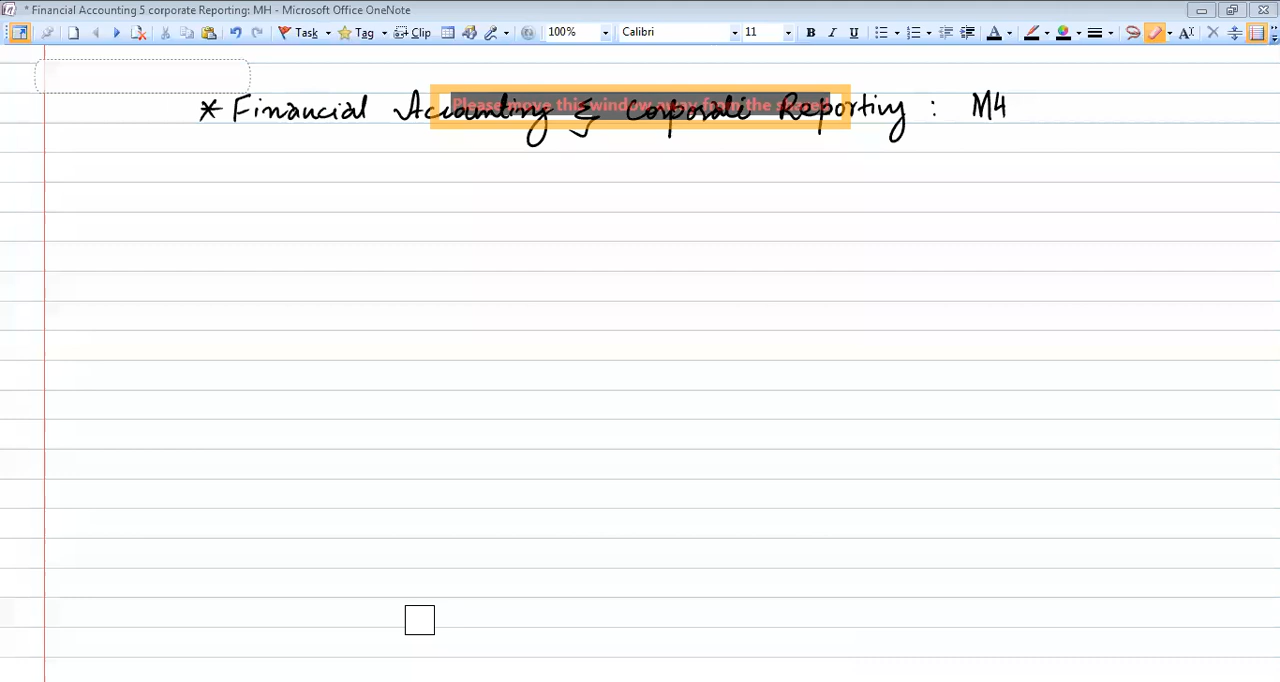 * Financial Accounting 5 corporate Reporting: MH - Microsoft Office OneNote
Task Tag Clip 100% Calibri 11 B I U A A
Please move this window away from the
* Financial Accounting & Corporate Reporting : M4